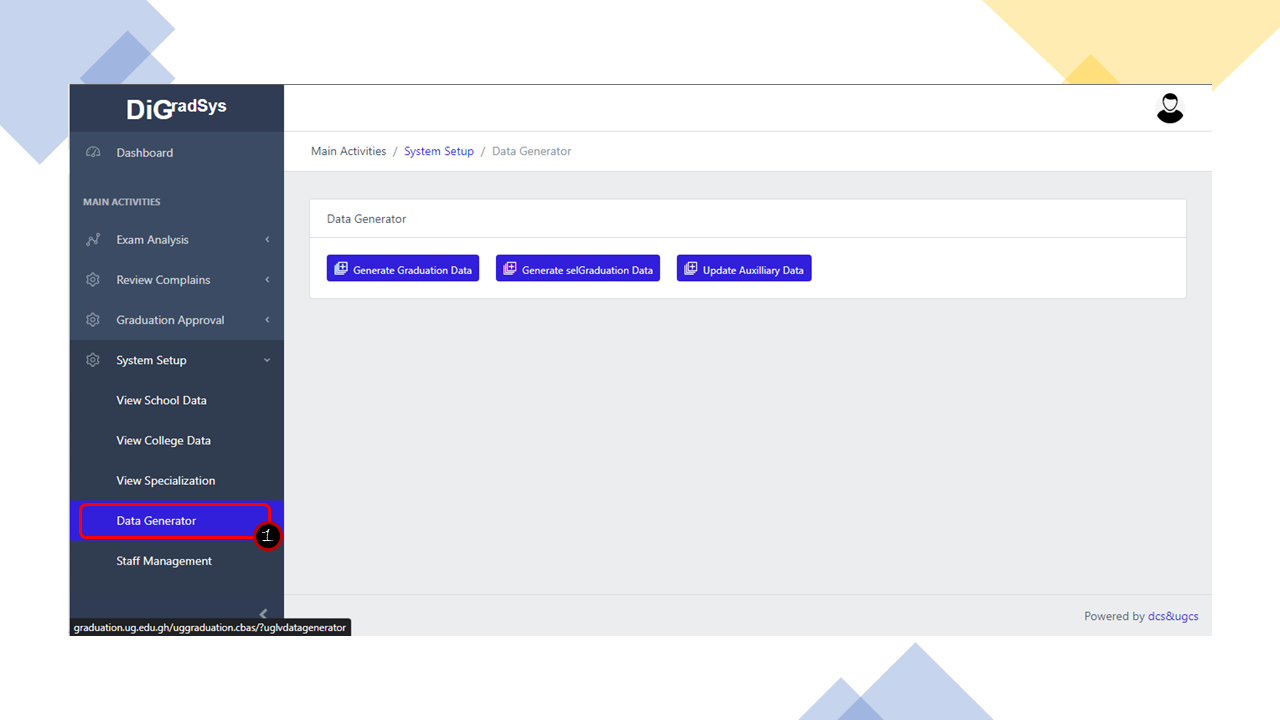 DiGradSys
Dashboard
Main Activities / System Setup / Data Generator
MAIN ACTIVITIES
Exam Analysis
Review Complains
Graduation Approval
System Setup
View School Data
View College Data
View Specialization
Data Generator
1
Staff Management
Data Generator
Generate Graduation Data
Generate selGraduation Data
Update Auxilliary Data
Powered by dcs&ugcs
graduation.ug.edu.gh/uggraduation.cbas/?uglvdatagenerator